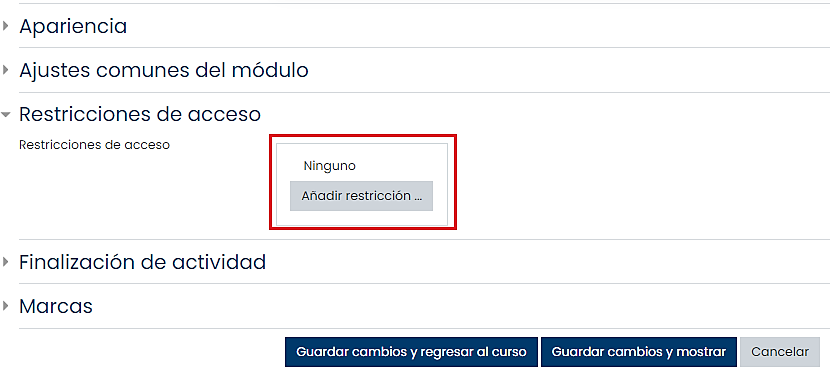 Apariencia
Ajustes comunes del módulo
Restricciones de acceso
Restricciones de acceso
Ninguno
Añadir restricción ...
Finalización de actividad
Marcas
Guardar cambios y regresar al curso Guardar cambios y mostrar Cancelar